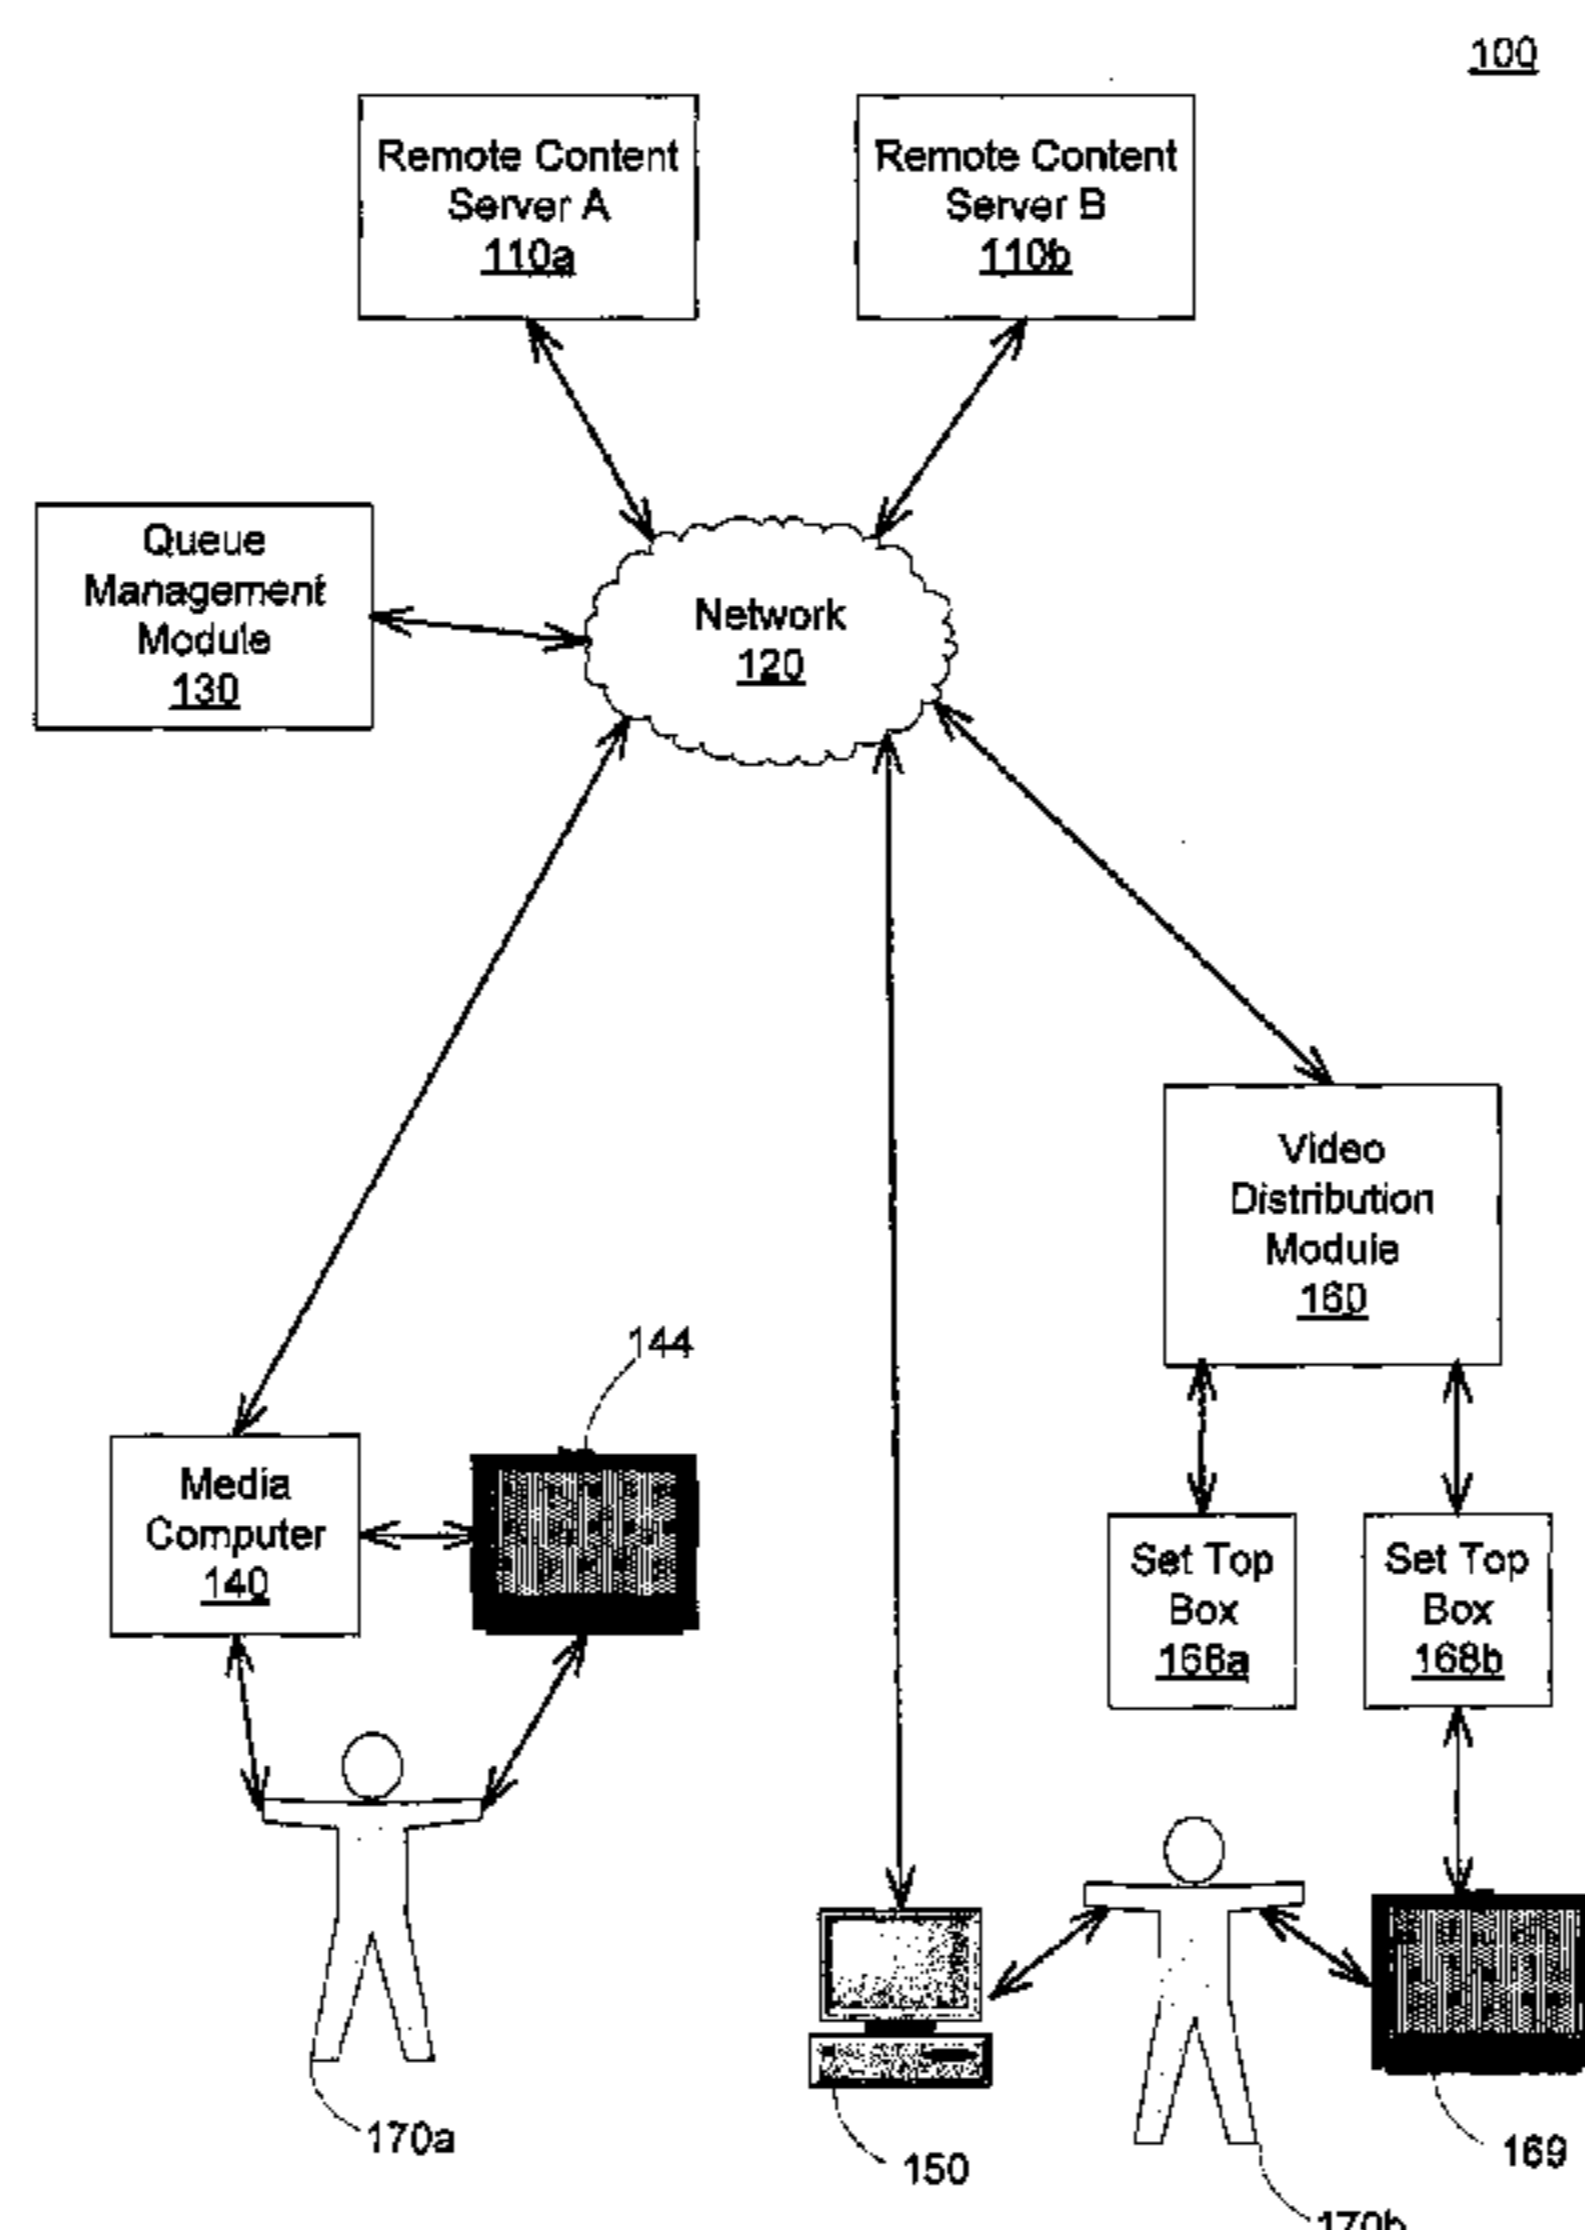 100
Remote Content
Server A
110a
Remote Content
Server B
110b
Queue
Management
Module
130
Network
120
Video
Distribution
Module
160
144
Media
Computer
140
Set Top
Box
168a
Set Top
Box
168b
170a
150
169
170b